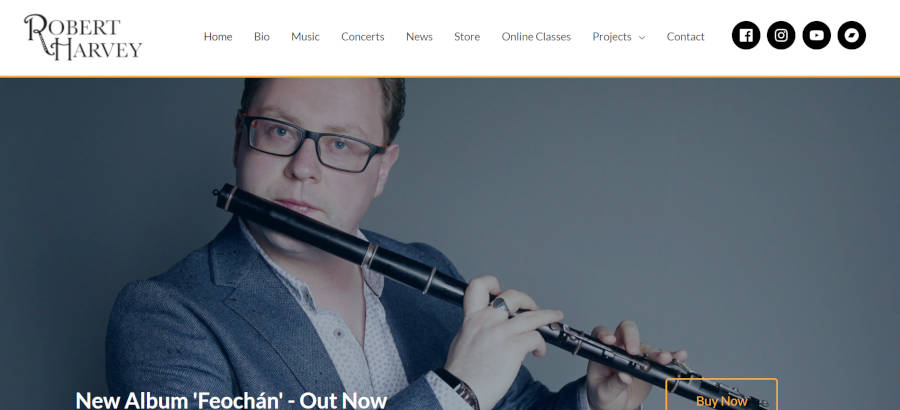 ROBERT
HARVEY
Home Bio Music Concerts News Store Online Classes Projects Contact
New Album 'Feochán' - Out Now
Buy Now